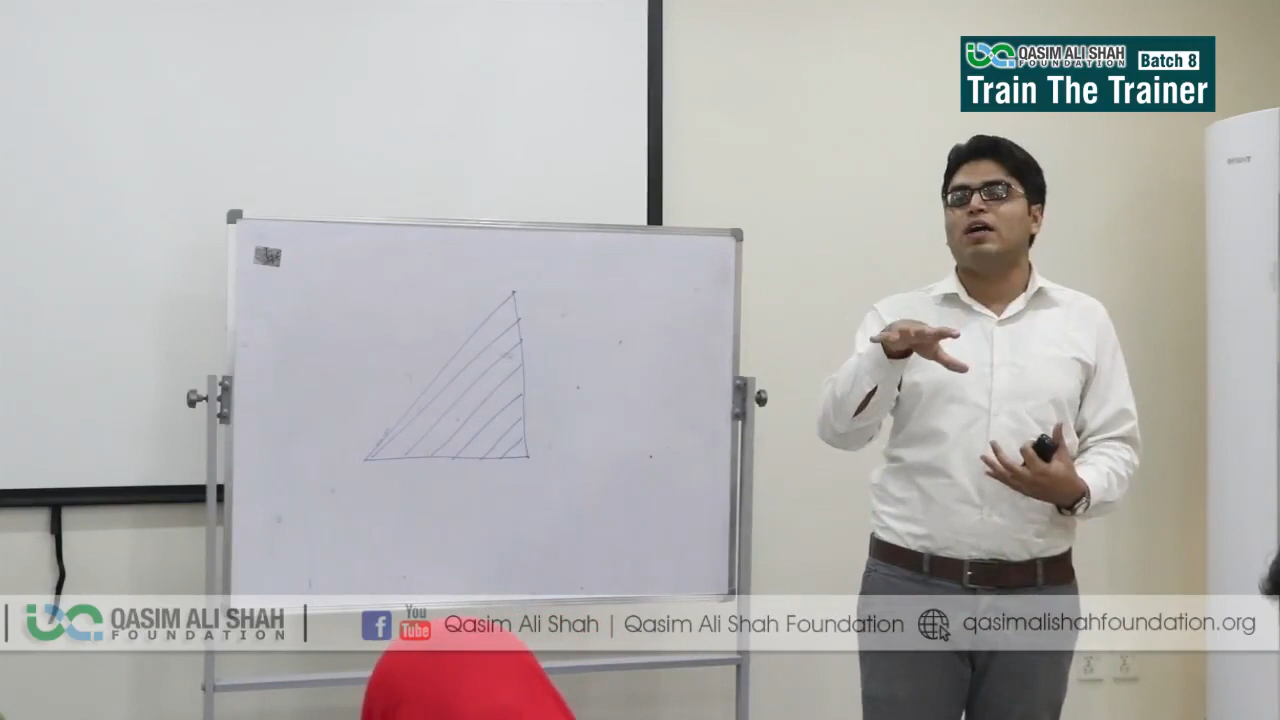 QASIM ALI SHAH
FOUNDATION
Batch 8
Train The Trainer
QASIM ALI SHAH
FOUNDATION
You
Tube
Qasim Ali Shah | Qasim Ali Shah Foundation
qasimalishahfoundation.org